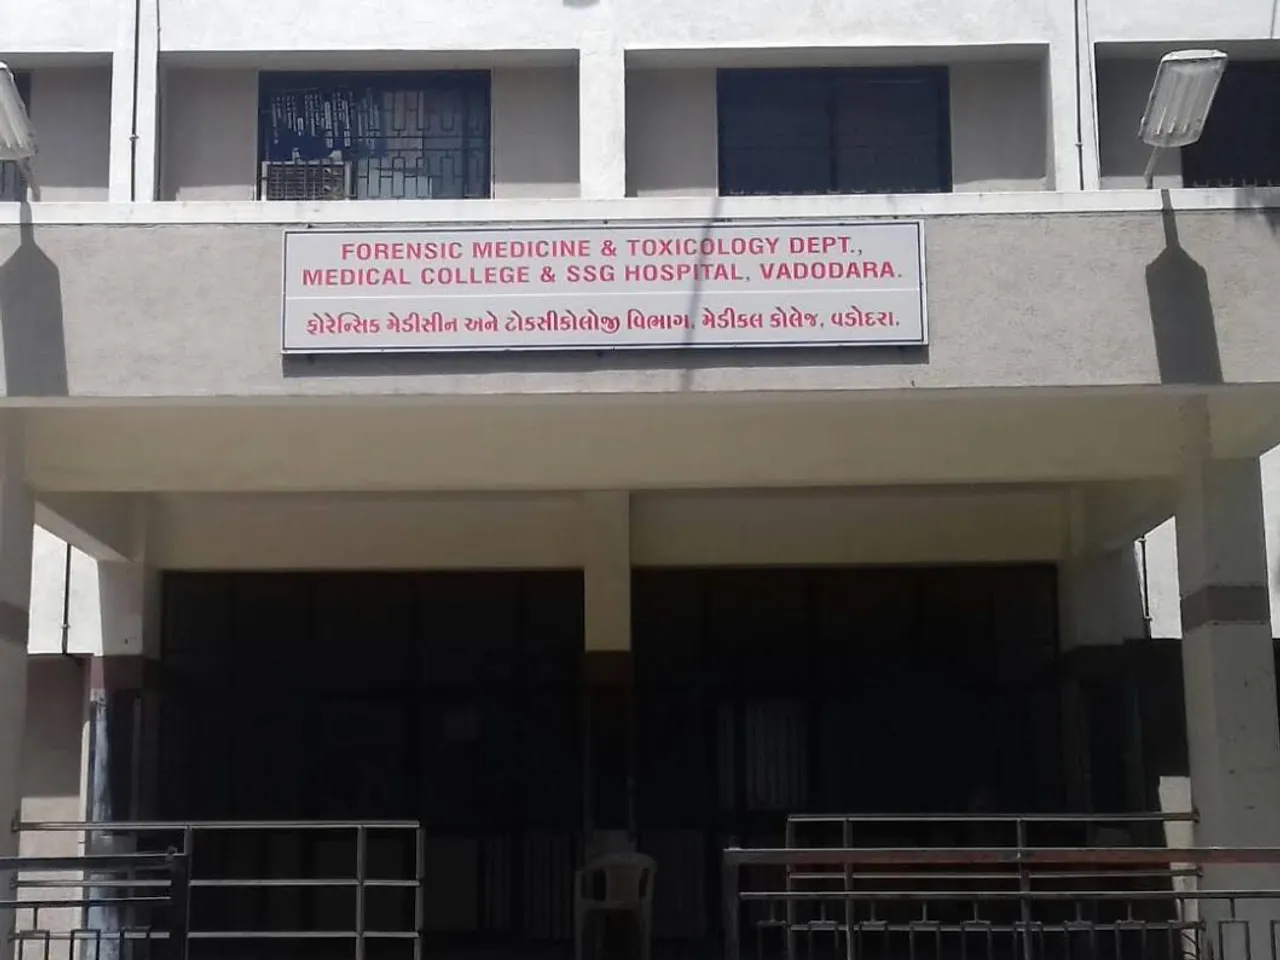 FORENSIC MEDICINE & TOXICOLOGY DEPT.,
MEDICAL COLLEGE & SSG HOSPITAL, VADODARA.
ફોરેન્સિક મેડીસીન અને ટોકસીકોલોજી વિભાગ, મેડીકલ કોલેજ, વડોદરા.